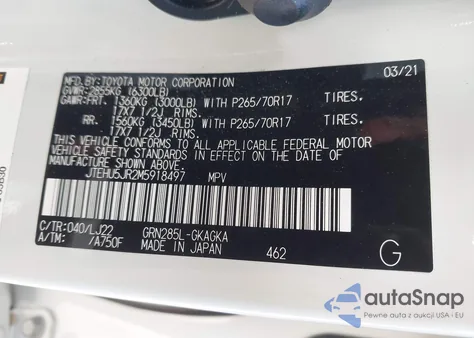 MFD.BY:TOYOTA MOTOR CORPORATION 03/21
GVWR:2855KG (6300LB)
GAWR:FRT. 1360KG (3000LB) WITH P265/70R17 TIRES.
17X7 1/2J RIMS.
RR. 1560KG (3450LB) WITH P265/70R17 TIRES.
17X7 1/2J RIMS.
THIS VEHICLE CONFORMS TO ALL APPLICABLE FEDERAL MOTOR
VEHICLE SAFETY STANDARDS IN EFFECT ON THE DATE OF
MANUFACTURE SHOWN ABOVE.
JTEHU5JR2M5918497 MPV
C/TR:040/LJ22 GRN285L-GKAGKA
A/TM: /A750F MADE IN JAPAN 462 G
autoSnap
Pewne auta z aukcji USA i EU